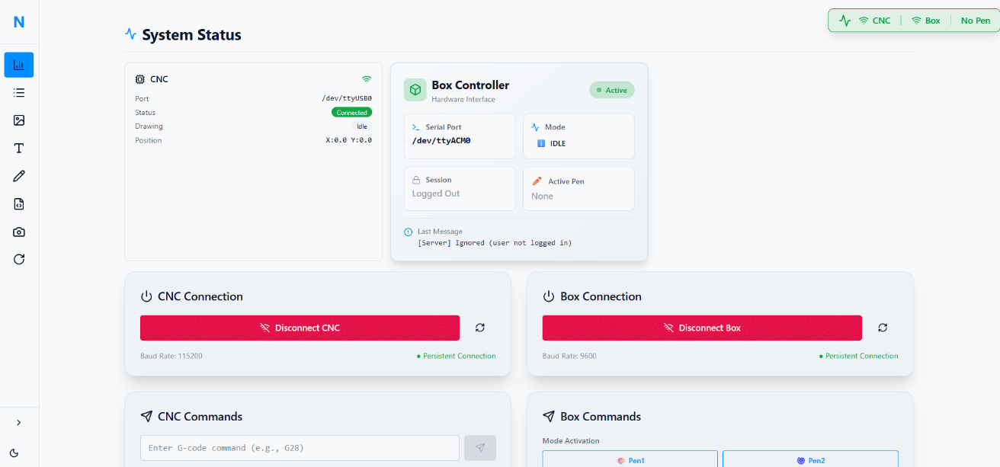 N
System Status
CNC | Box | No Pen
CNC
Port /dev/ttyUSB0
Status Connected
Drawing Idle
Position X:0.0 Y:0.0
Box Controller
Hardware Interface
Active
Serial Port
/dev/ttyACM0
Mode
IDLE
Session
Logged Out
Active Pen
None
Last Message
[Server] Ignored (user not logged in)
CNC Connection
Disconnect CNC
Baud Rate: 115200
Persistent Connection
Box Connection
Disconnect Box
Baud Rate: 9600
Persistent Connection
CNC Commands
Enter G-code command (e.g., G28)
Box Commands
Mode Activation
Pen1
Pen2